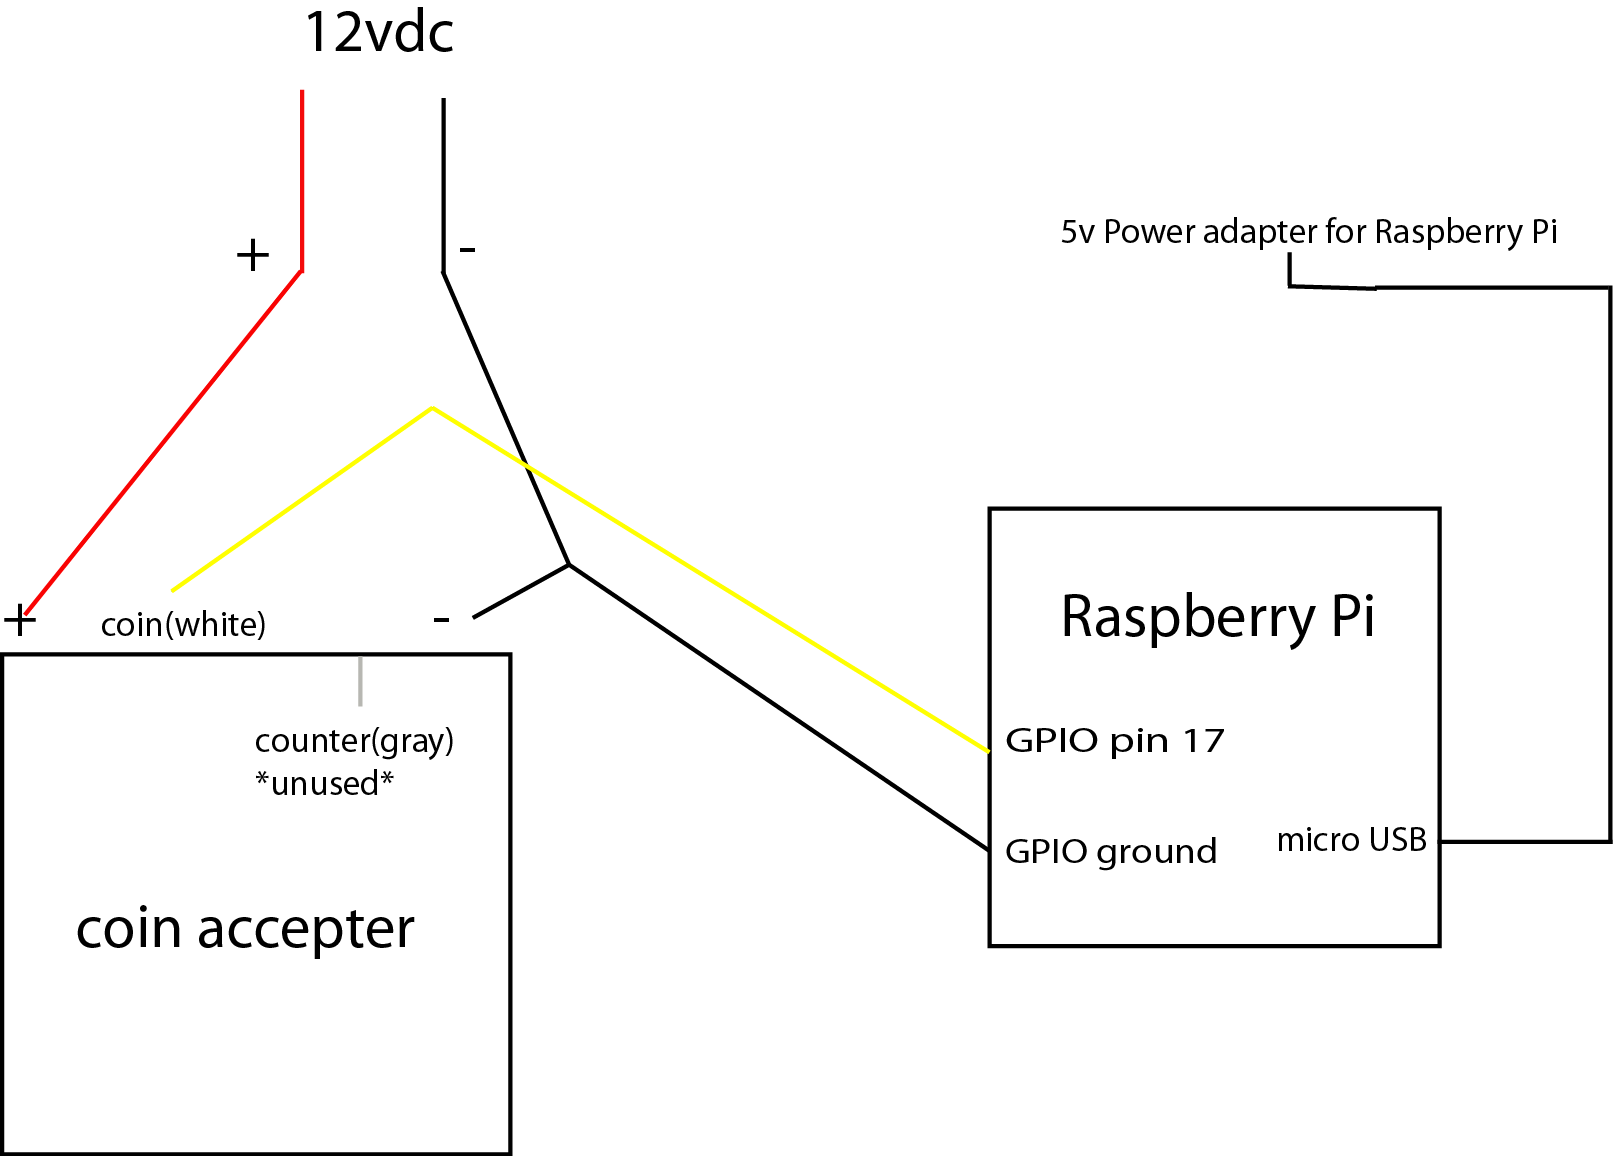 12vdc
+
-
5v Power adapter for Raspberry Pi
+
coin(white)
-
counter(gray)
*unused*
coin accepter
Raspberry Pi
GPIO pin 17
GPIO ground
micro USB